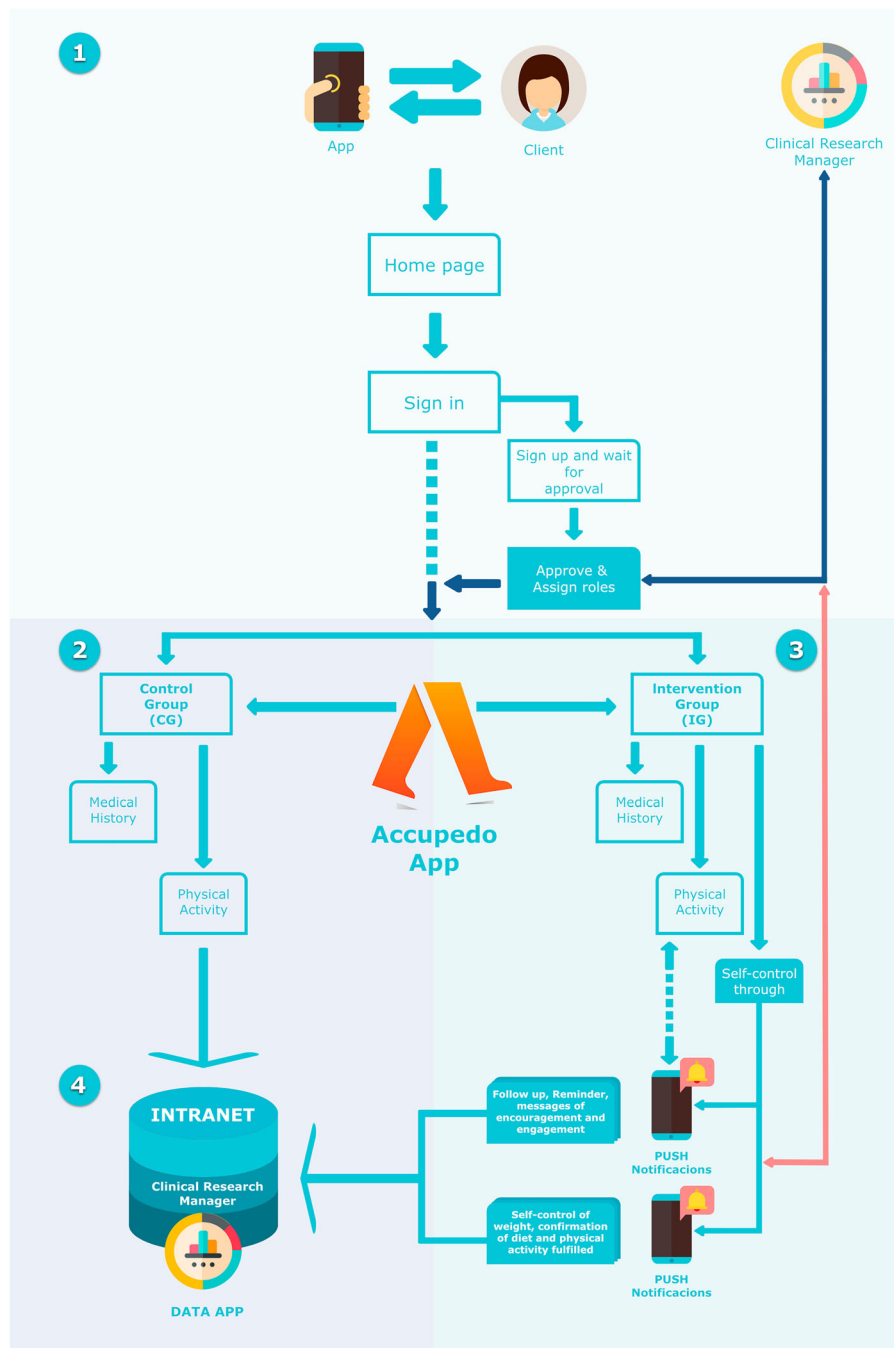 1
App
Client
Clinical Research
Manager
Home page
Sign in
Sign up and wait
for
approval
Approve &
Assign roles
2
3
Control
Group
(CG)
Intervention
Group
(IG)
Medical
History
Physical
Activity
Accupedo
App
Medical
History
Physical
Activity
Self-control
through
4
INTRANET
Clinical Research
Manager
DATA APP
Follow up, Reminder,
messages of
encouragement and
engagement
PUSH
Notificacions
Self-control of
weight, confirmation
of diet and physical
activity fulfilled
PUSH
Notificacions